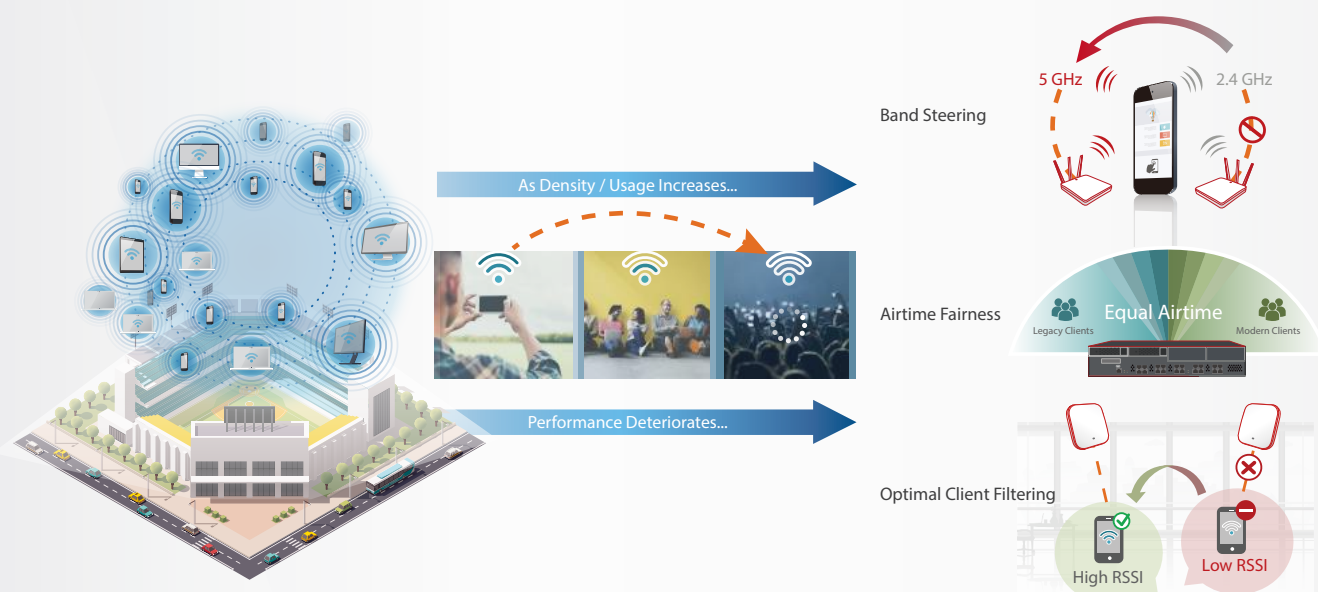 5 GHz
2.4 GHz
Band Steering
As Density / Usage Increases...
Airtime Fairness
Equal Airtime
Legacy Clients
Modern Clients
Performance Deteriorates...
Optimal Client Filtering
High RSSI
Low RSSI